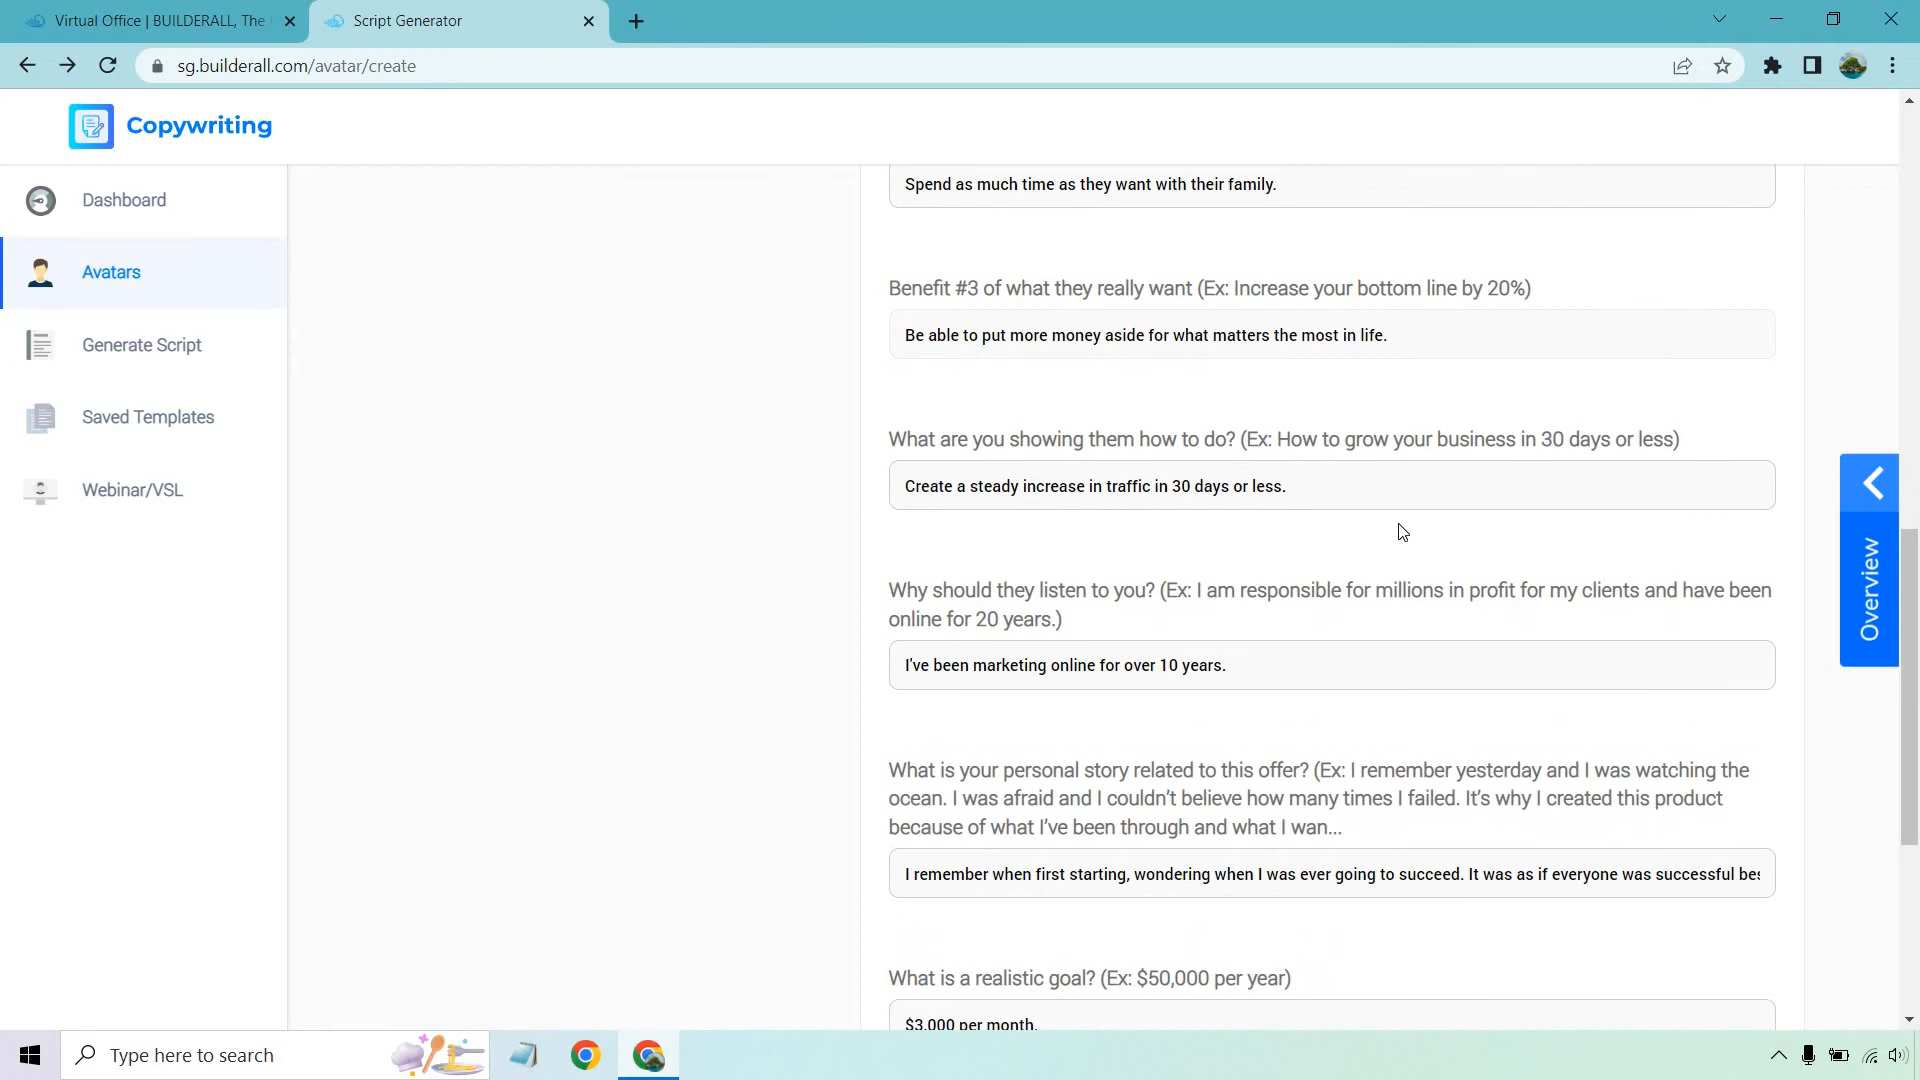 Virtual Office | BUILDERALL, The
Script Generator
sg.builderall.com/avatar/create
Copywriting
Dashboard
Avatars
Generate Script
Saved Templates
Webinar/VSL
Spend as much time as they want with their family.
Benefit #3 of what they really want (Ex: Increase your bottom line by 20%)
Be able to put more money aside for what matters the most in life.
What are you showing them how to do? (Ex: How to grow your business in 30 days or less)
Create a steady increase in traffic in 30 days or less.
Why should they listen to you? (Ex: I am responsible for millions in profit for my clients and have been
online for 20 years.)
I've been marketing online for over 10 years.
What is your personal story related to this offer? (Ex: I remember yesterday and I was watching the
ocean. I was afraid and I couldn't believe how many times I failed. It's why I created this product
because of what I've been through and what I wan...
I remember when first starting, wondering when I was ever going to succeed. It was as if everyone was successful bes
What is a realistic goal? (Ex: $50,000 per year)
$3,000 per month.
Overview
Type here to search